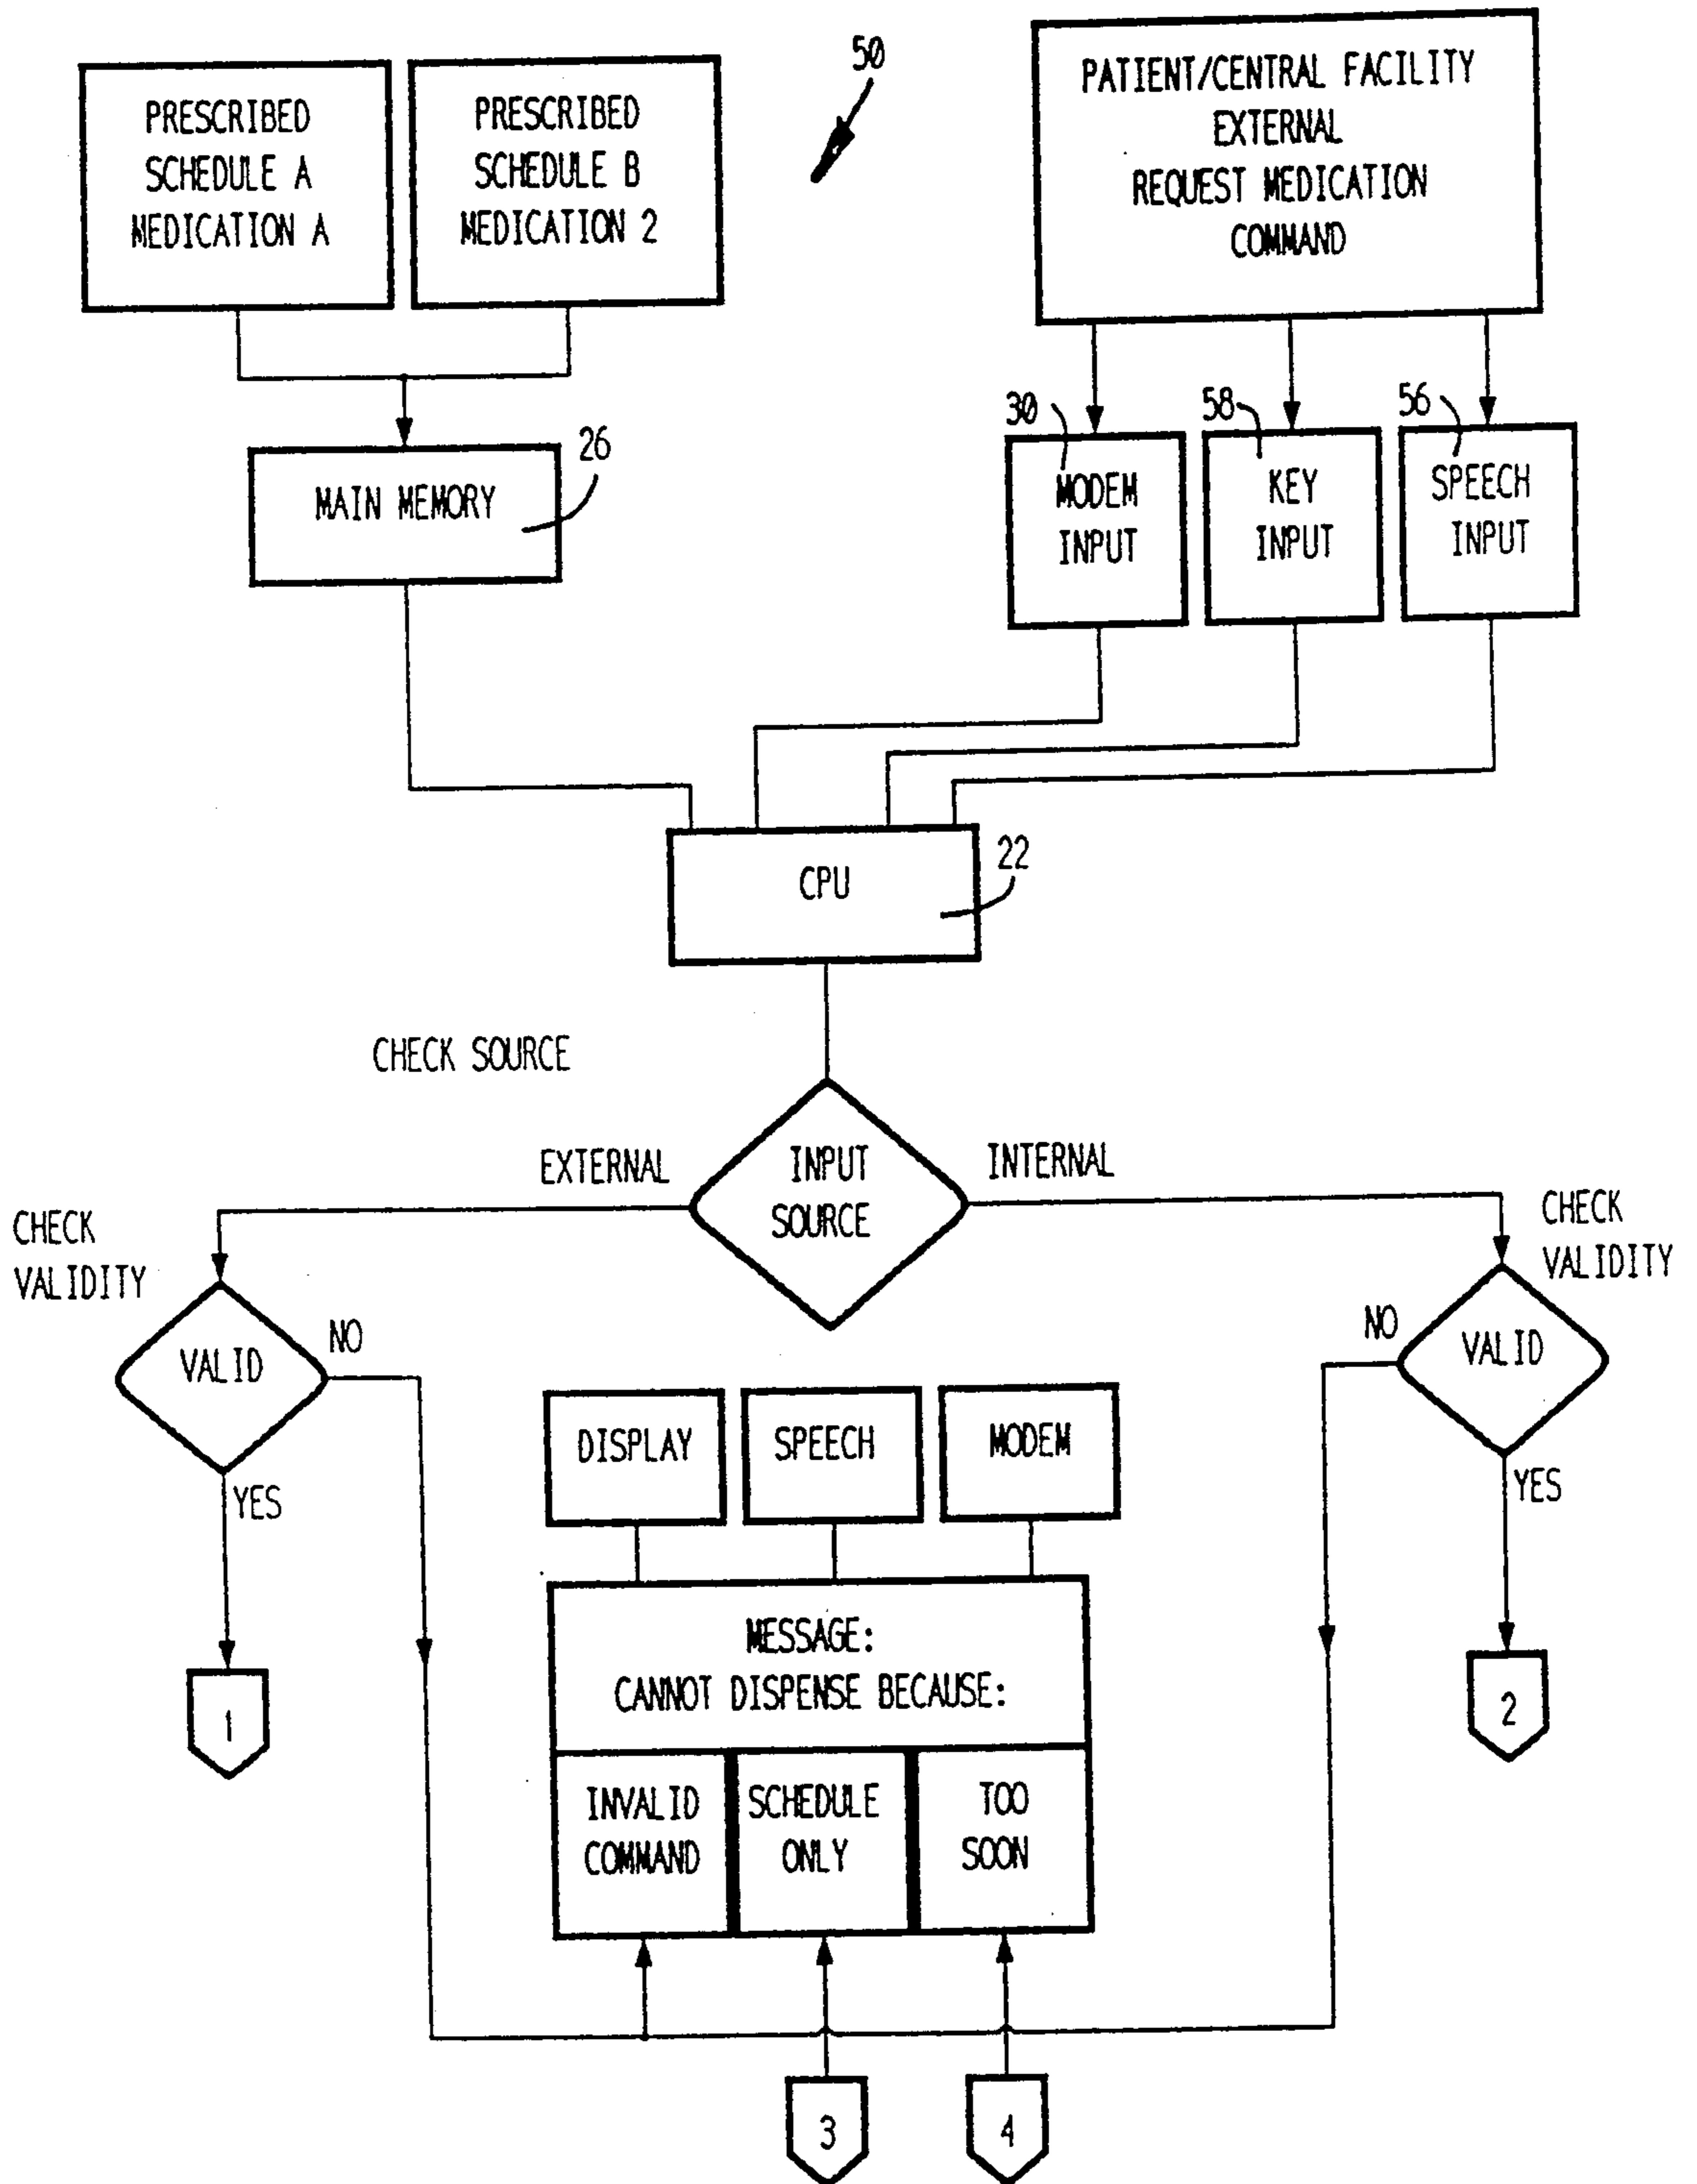 PRESCRIBED
SCHEDULE A
MEDICATION A
PRESCRIBED
SCHEDULE B
MEDICATION 2
50
PATIENT/CENTRAL FACILITY
EXTERNAL
REQUEST MEDICATION
COMMAND
26
MAIN MEMORY
30
MODEM
INPUT
58
KEY
INPUT
56
SPEECH
INPUT
CPU
22
CHECK SOURCE
EXTERNAL
INPUT
SOURCE
INTERNAL
CHECK
VALIDITY
VALID
NO
YES
1
CHECK
VALIDITY
NO
VALID
YES
2
DISPLAY
SPEECH
MODEM
MESSAGE:
CANNOT DISPENSE BECAUSE:
INVALID
COMMAND
SCHEDULE
ONLY
TOO
SOON
3
4